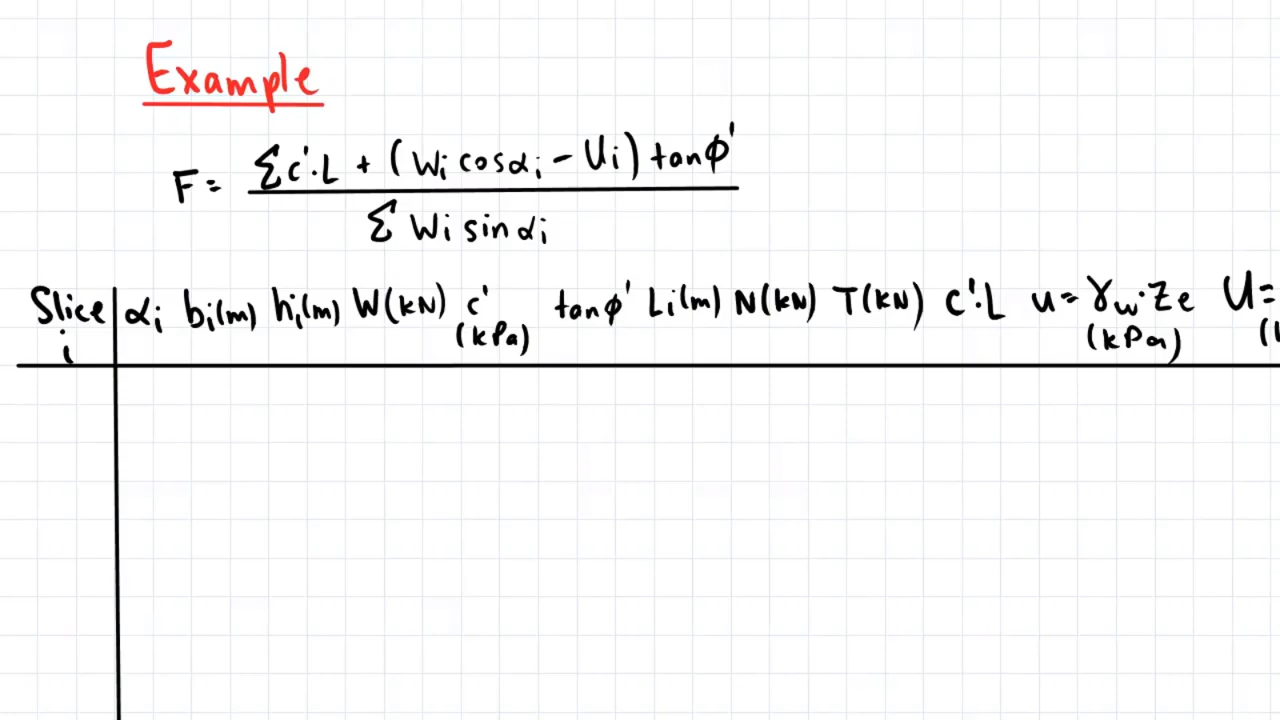 Example
F = Σc'·L + (Wi cosαi - Ui) tanφ'
Σ Wi sinαi
Slice αi bi(m) hi(m) W(kN) c' tanφ' Li(m) N(kN) T(kN) C'·L u=γw·Ze U=
i (kPa) (kPa) (k